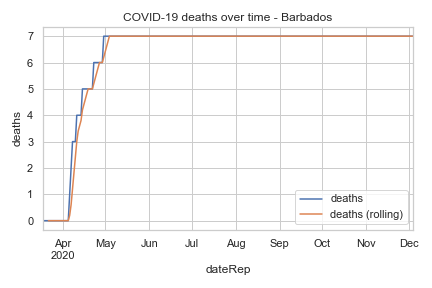 COVID-19 deaths over time - Barbados
7
6
5
4
3
2
1
0
deaths
deaths
deaths (rolling)
Apr May Jun Jul Aug Sep Oct Nov Dec
2020
dateRep